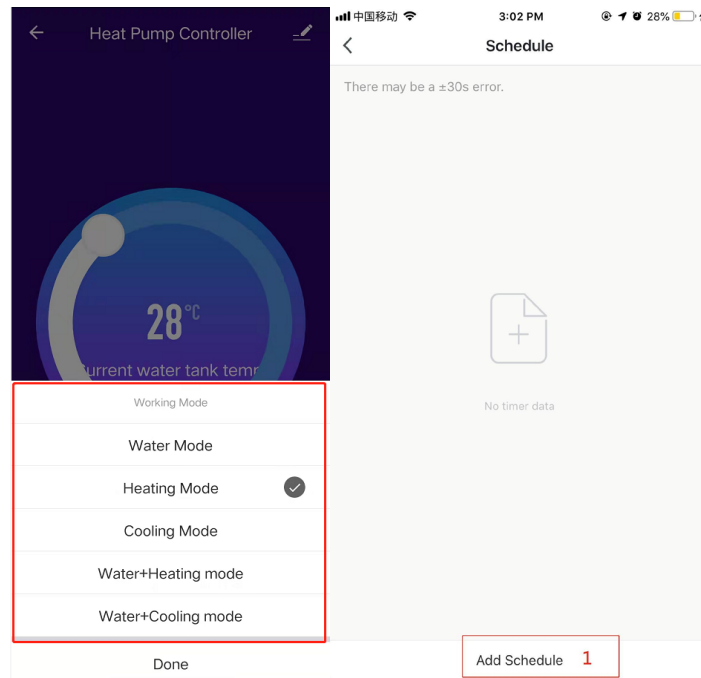 Heat Pump Controller
28°C
Current water tank temp
Working Mode
Water Mode
Heating Mode
Cooling Mode
Water+Heating mode
Water+Cooling mode
Done
中国移动
3:02 PM
28%
Schedule
There may be a ±30s error.
No timer data
Add Schedule 1